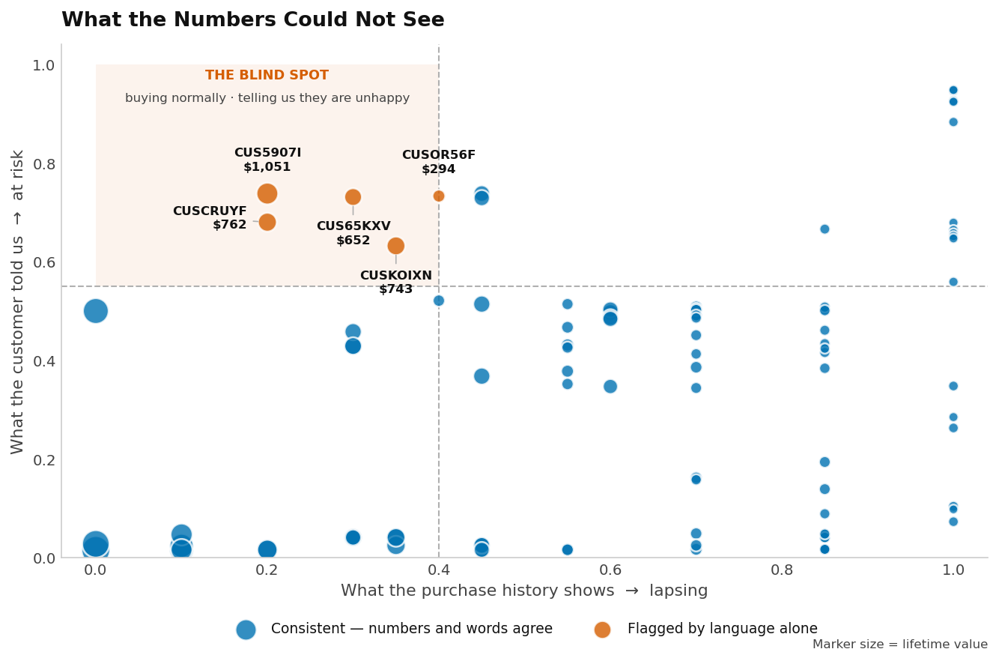 What the Numbers Could Not See
What the customer told us → at risk
1.0
0.8
0.6
0.4
0.2
0.0
THE BLIND SPOT
buying normally · telling us they are unhappy
CUS5907I
$1,051
CUSOR56F
$294
CUSCRUYF
$762
CUS65KXV
$652
CUSKOIXN
$743
0.0 0.2 0.4 0.6 0.8 1.0
What the purchase history shows → lapsing
Consistent — numbers and words agree
Flagged by language alone
Marker size = lifetime value